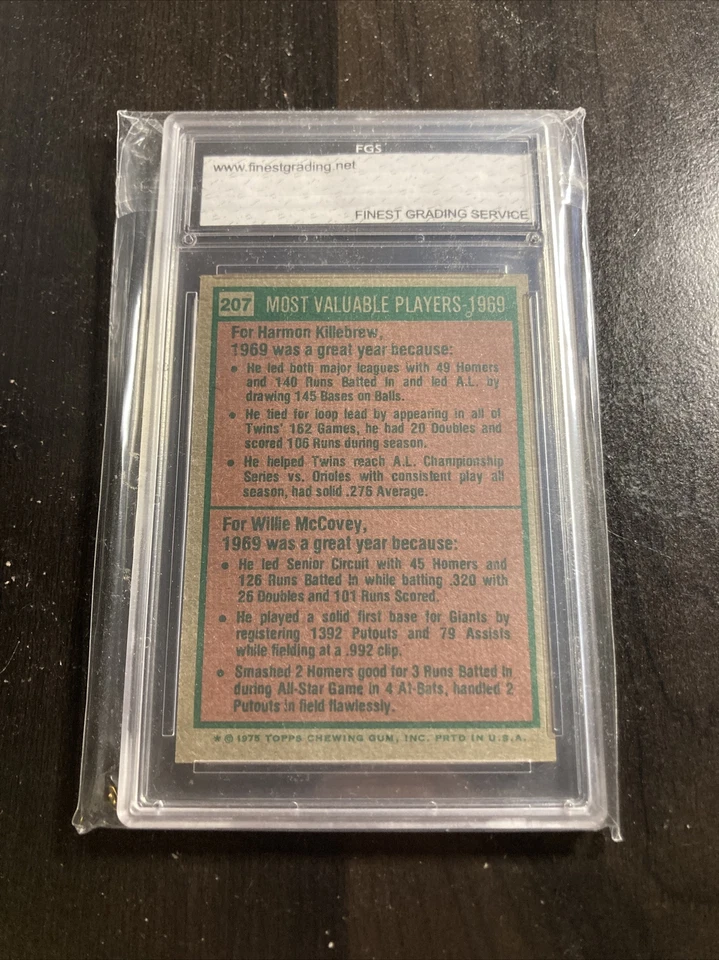 FGS
www.finestgrading.net
FINEST GRADING SERVICE
207 MOST VALUABLE PLAYERS-1969
For Harmon Killebrew,
1969 was a great year because:
• He led both major leagues with 49 Homers
and 140 Runs Batted In and led A.L. by
drawing 145 Bases on Balls.
• He tied for loop lead by appearing in all of
Twins' 162 Games, he had 20 Doubles and
scored 106 Runs during season.
• He helped Twins reach A.L. Championship
Series vs. Orioles with consistent play all
season, had solid .276 Average.
For Willie McCovey,
1969 was a great year because:
• He led Senior Circuit with 45 Homers and
126 Runs Batted In while batting .320 with
26 Doubles and 101 Runs Scored.
• He played a solid first base for Giants by
registering 1392 Putouts and 79 Assists
while fielding at a .992 clip.
• Smashed 2 Homers good for 3 Runs Batted In
during All-Star Game in 4 At-Bats, handled 2
Putouts in field flawlessly.
* © 1975 TOPPS CHEWING GUM, INC. PRTD IN U.S.A.